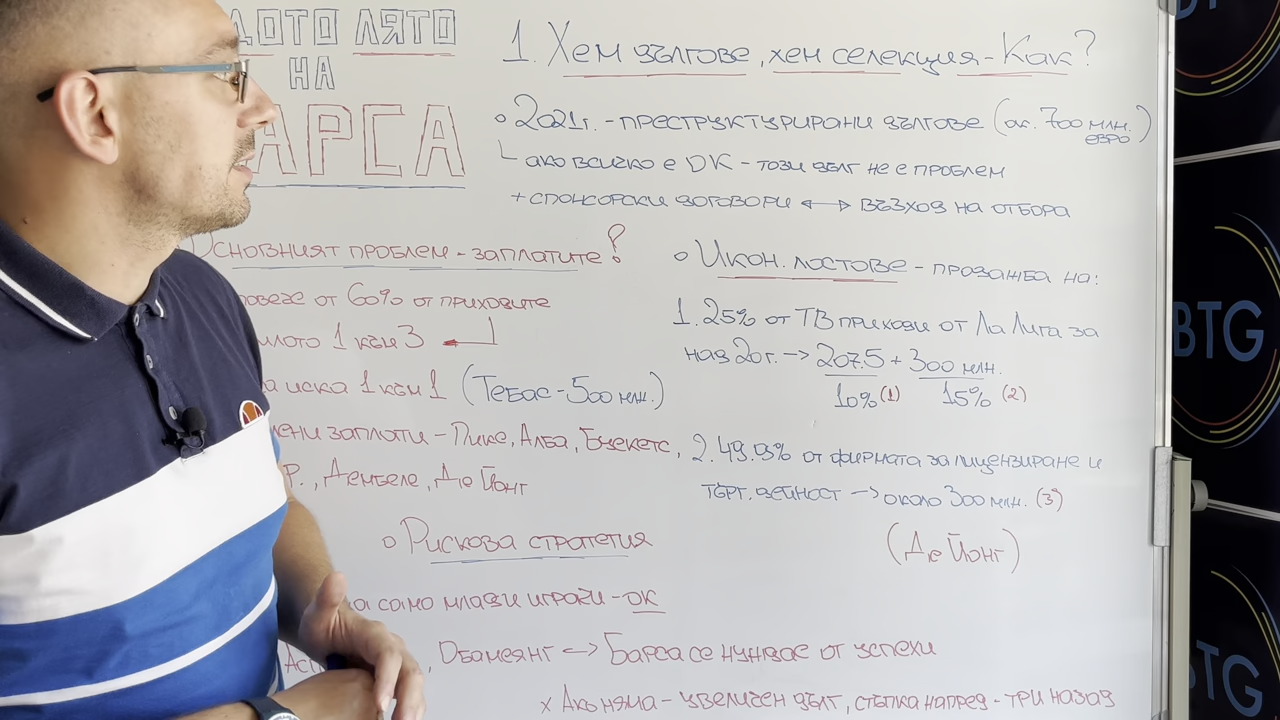 ЛЯТО
НА
АРСА
1. Хем дългове, хем селекция - Как?
2021г. - преструктурирани дългове (ок. 700 млн. евро)
ако всичко е ОК - този дълг не е проблем
+ спонсорски договори ↔ възход на отбора
Основният проблем - заплатите!
повече от 60% от приходите
1 към 3
иска 1 към 1 (Тебас - 500 млн.)
заплати - Пике, Алба, Бускетс,
Дембеле, Де Йонг
Рискова стратегия
само млади играчи - ок
Обамеянг ↔ Барса се нуждае от успехи
х Ако няма - увеличен дълг, стъпка напред - три назад
Икон. лостове - продажба на:
1. 25% от ТВ приходи от Ла Лига за
над 20г. → 207.5 + 300 млн.
10% (1) 15% (2)
2. 49.9% от фирмата за лицензиране и
търг. дейност → около 300 млн. (3)
(Де Йонг)
BTG
BTG
BTG